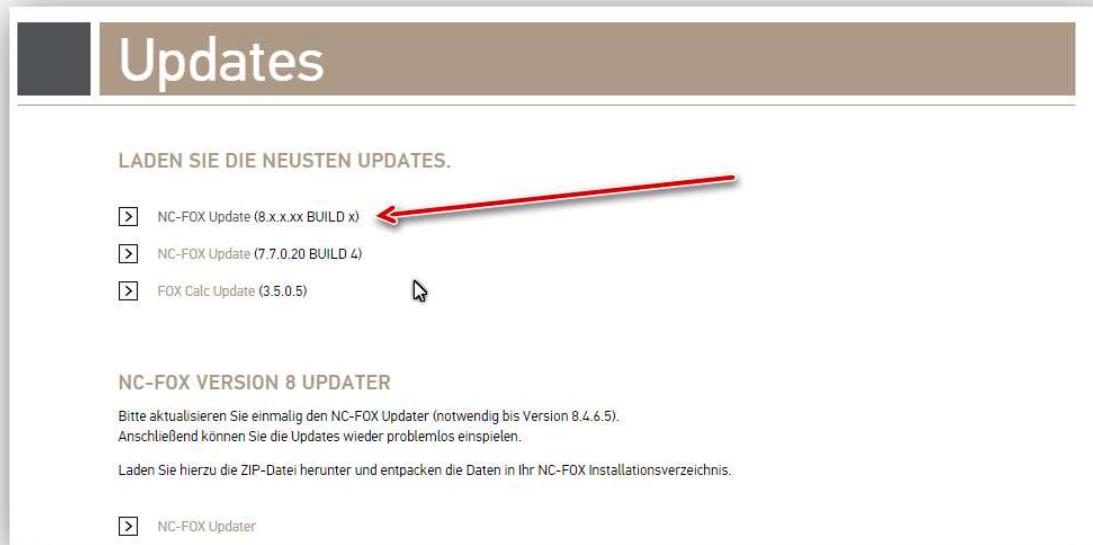 Updates
LADEN SIE DIE NEUSTEN UPDATES.
NC-FOX Update (8.x.x.xx BUILD x)
NC-FOX Update (7.7.0.20 BUILD 4)
FOX Calc Update (3.5.0.5)
NC-FOX VERSION 8 UPDATER
Bitte aktualisieren Sie einmalig den NC-FOX Updater (notwendig bis Version 8.4.6.5).
Anschließend können Sie die Updates wieder problemlos einspielen.
Laden Sie hierzu die ZIP-Datei herunter und entpacken die Daten in Ihr NC-FOX Installationsverzeichnis.
NC-FOX Updater